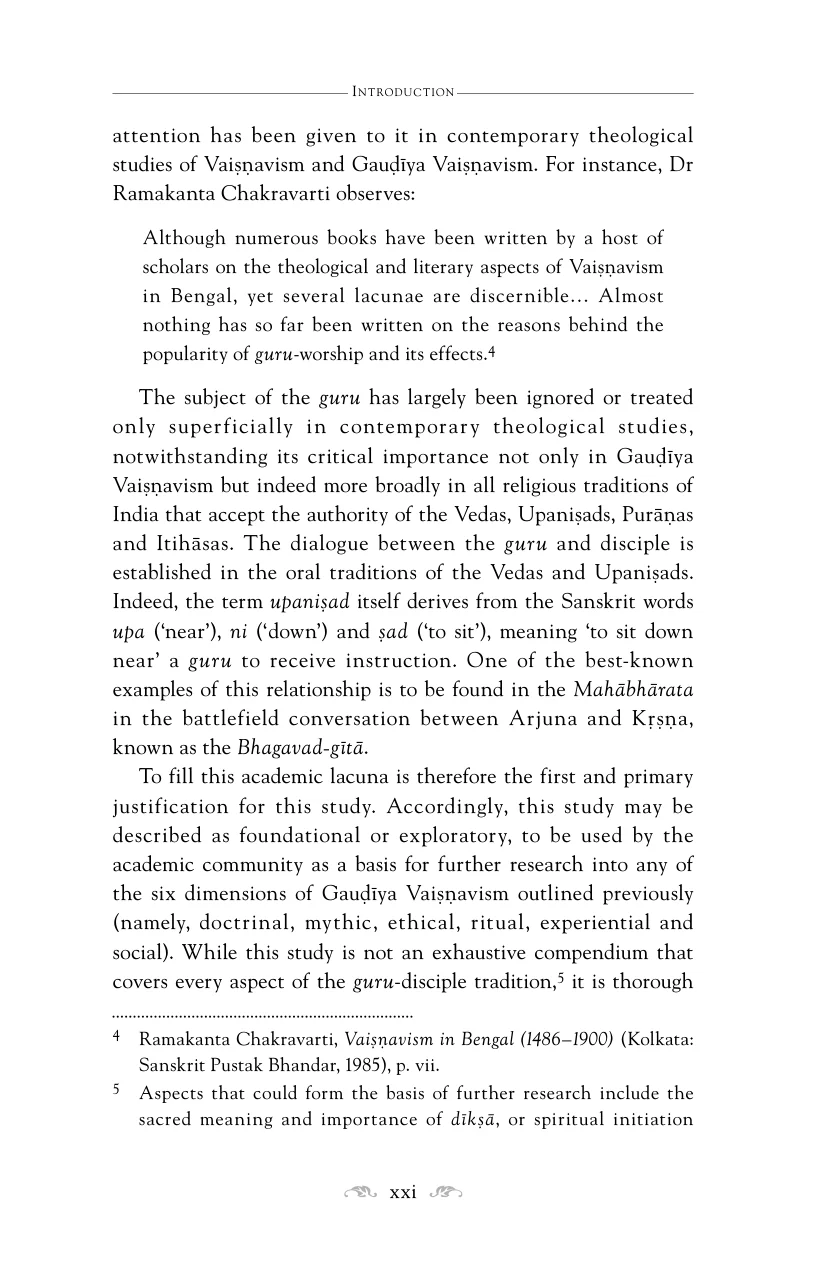 Introduction
attention has been given to it in contemporary theological
studies of Vaiṣṇavism and Gauḍīya Vaiṣṇavism. For instance, Dr
Ramakanta Chakravarti observes:
Although numerous books have been written by a host of
scholars on the theological and literary aspects of Vaiṣṇavism
in Bengal, yet several lacunae are discernible… Almost
nothing has so far been written on the reasons behind the
popularity of guru-worship and its effects.4
The subject of the guru has largely been ignored or treated
only superficially in contemporary theological studies,
notwithstanding its critical importance not only in Gauḍīya
Vaiṣṇavism but indeed more broadly in all religious traditions of
India that accept the authority of the Vedas, Upaniṣads, Purāṇas
and Itihāsas. The dialogue between the guru and disciple is
established in the oral traditions of the Vedas and Upaniṣads.
Indeed, the term upaniṣad itself derives from the Sanskrit words
upa (‘near’), ni (‘down’) and ṣad (‘to sit’), meaning ‘to sit down
near’ a guru to receive instruction. One of the best-known
examples of this relationship is to be found in the Mahābhārata
in the battlefield conversation between Arjuna and Kṛṣṇa,
known as the Bhagavad-gītā.
To fill this academic lacuna is therefore the first and primary
justification for this study. Accordingly, this study may be
described as foundational or exploratory, to be used by the
academic community as a basis for further research into any of
the six dimensions of Gauḍīya Vaiṣṇavism outlined previously
(namely, doctrinal, mythic, ethical, ritual, experiential and
social). While this study is not an exhaustive compendium that
covers every aspect of the guru-disciple tradition,5 it is thorough
4 Ramakanta Chakravarti, Vaiṣṇavism in Bengal (1486–1900) (Kolkata:
Sanskrit Pustak Bhandar, 1985), p. vii.
5 Aspects that could form the basis of further research include the
sacred meaning and importance of dīkṣā, or spiritual initiation
xxi